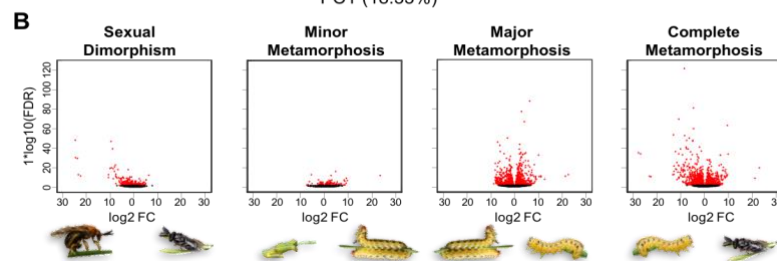 B
Sexual Dimorphism
Minor Metamorphosis
Major Metamorphosis
Complete Metamorphosis
1*log10(FDR)
0 20 40 60 80 100 120
30 20 10 0 10 20 30
30 20 10 0 10 20 30
30 20 10 0 10 20 30
30 20 10 0 10 20 30
log2 FC
log2 FC
log2 FC
log2 FC